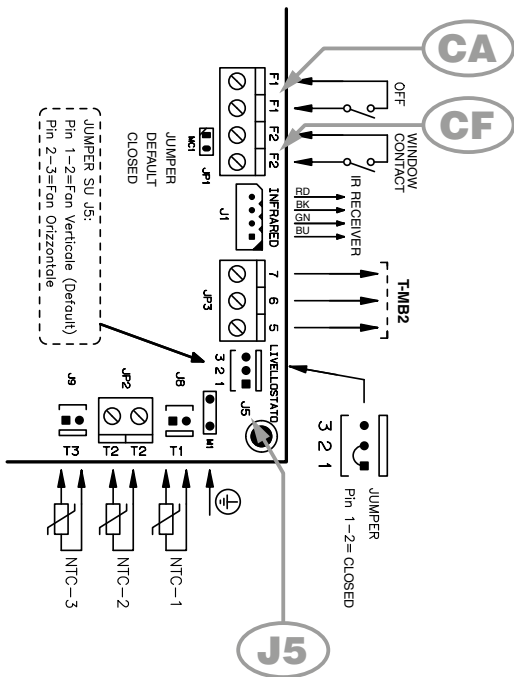 CA
CF
OFF
WINDOW
CONTACT
IR RECEIVER
RD
BK
GN
BU
T-MB2
F1
F1
F2
F2
MC1
JP1
JUMPER
DEFAULT
CLOSED
INFRARED
J1
7
6
5
JP3
LIVELLOSTATO
3 2 1
J5
JUMPER SU J5:
Pin 1-2=Fan Verticale (Default)
Pin 2-3=Fan Orizzontale
3 2 1
JUMPER
Pin 1-2= CLOSED
M1
J8
T1
JP2
T2
T2
J9
T3
NTC-1
NTC-2
NTC-3
J5